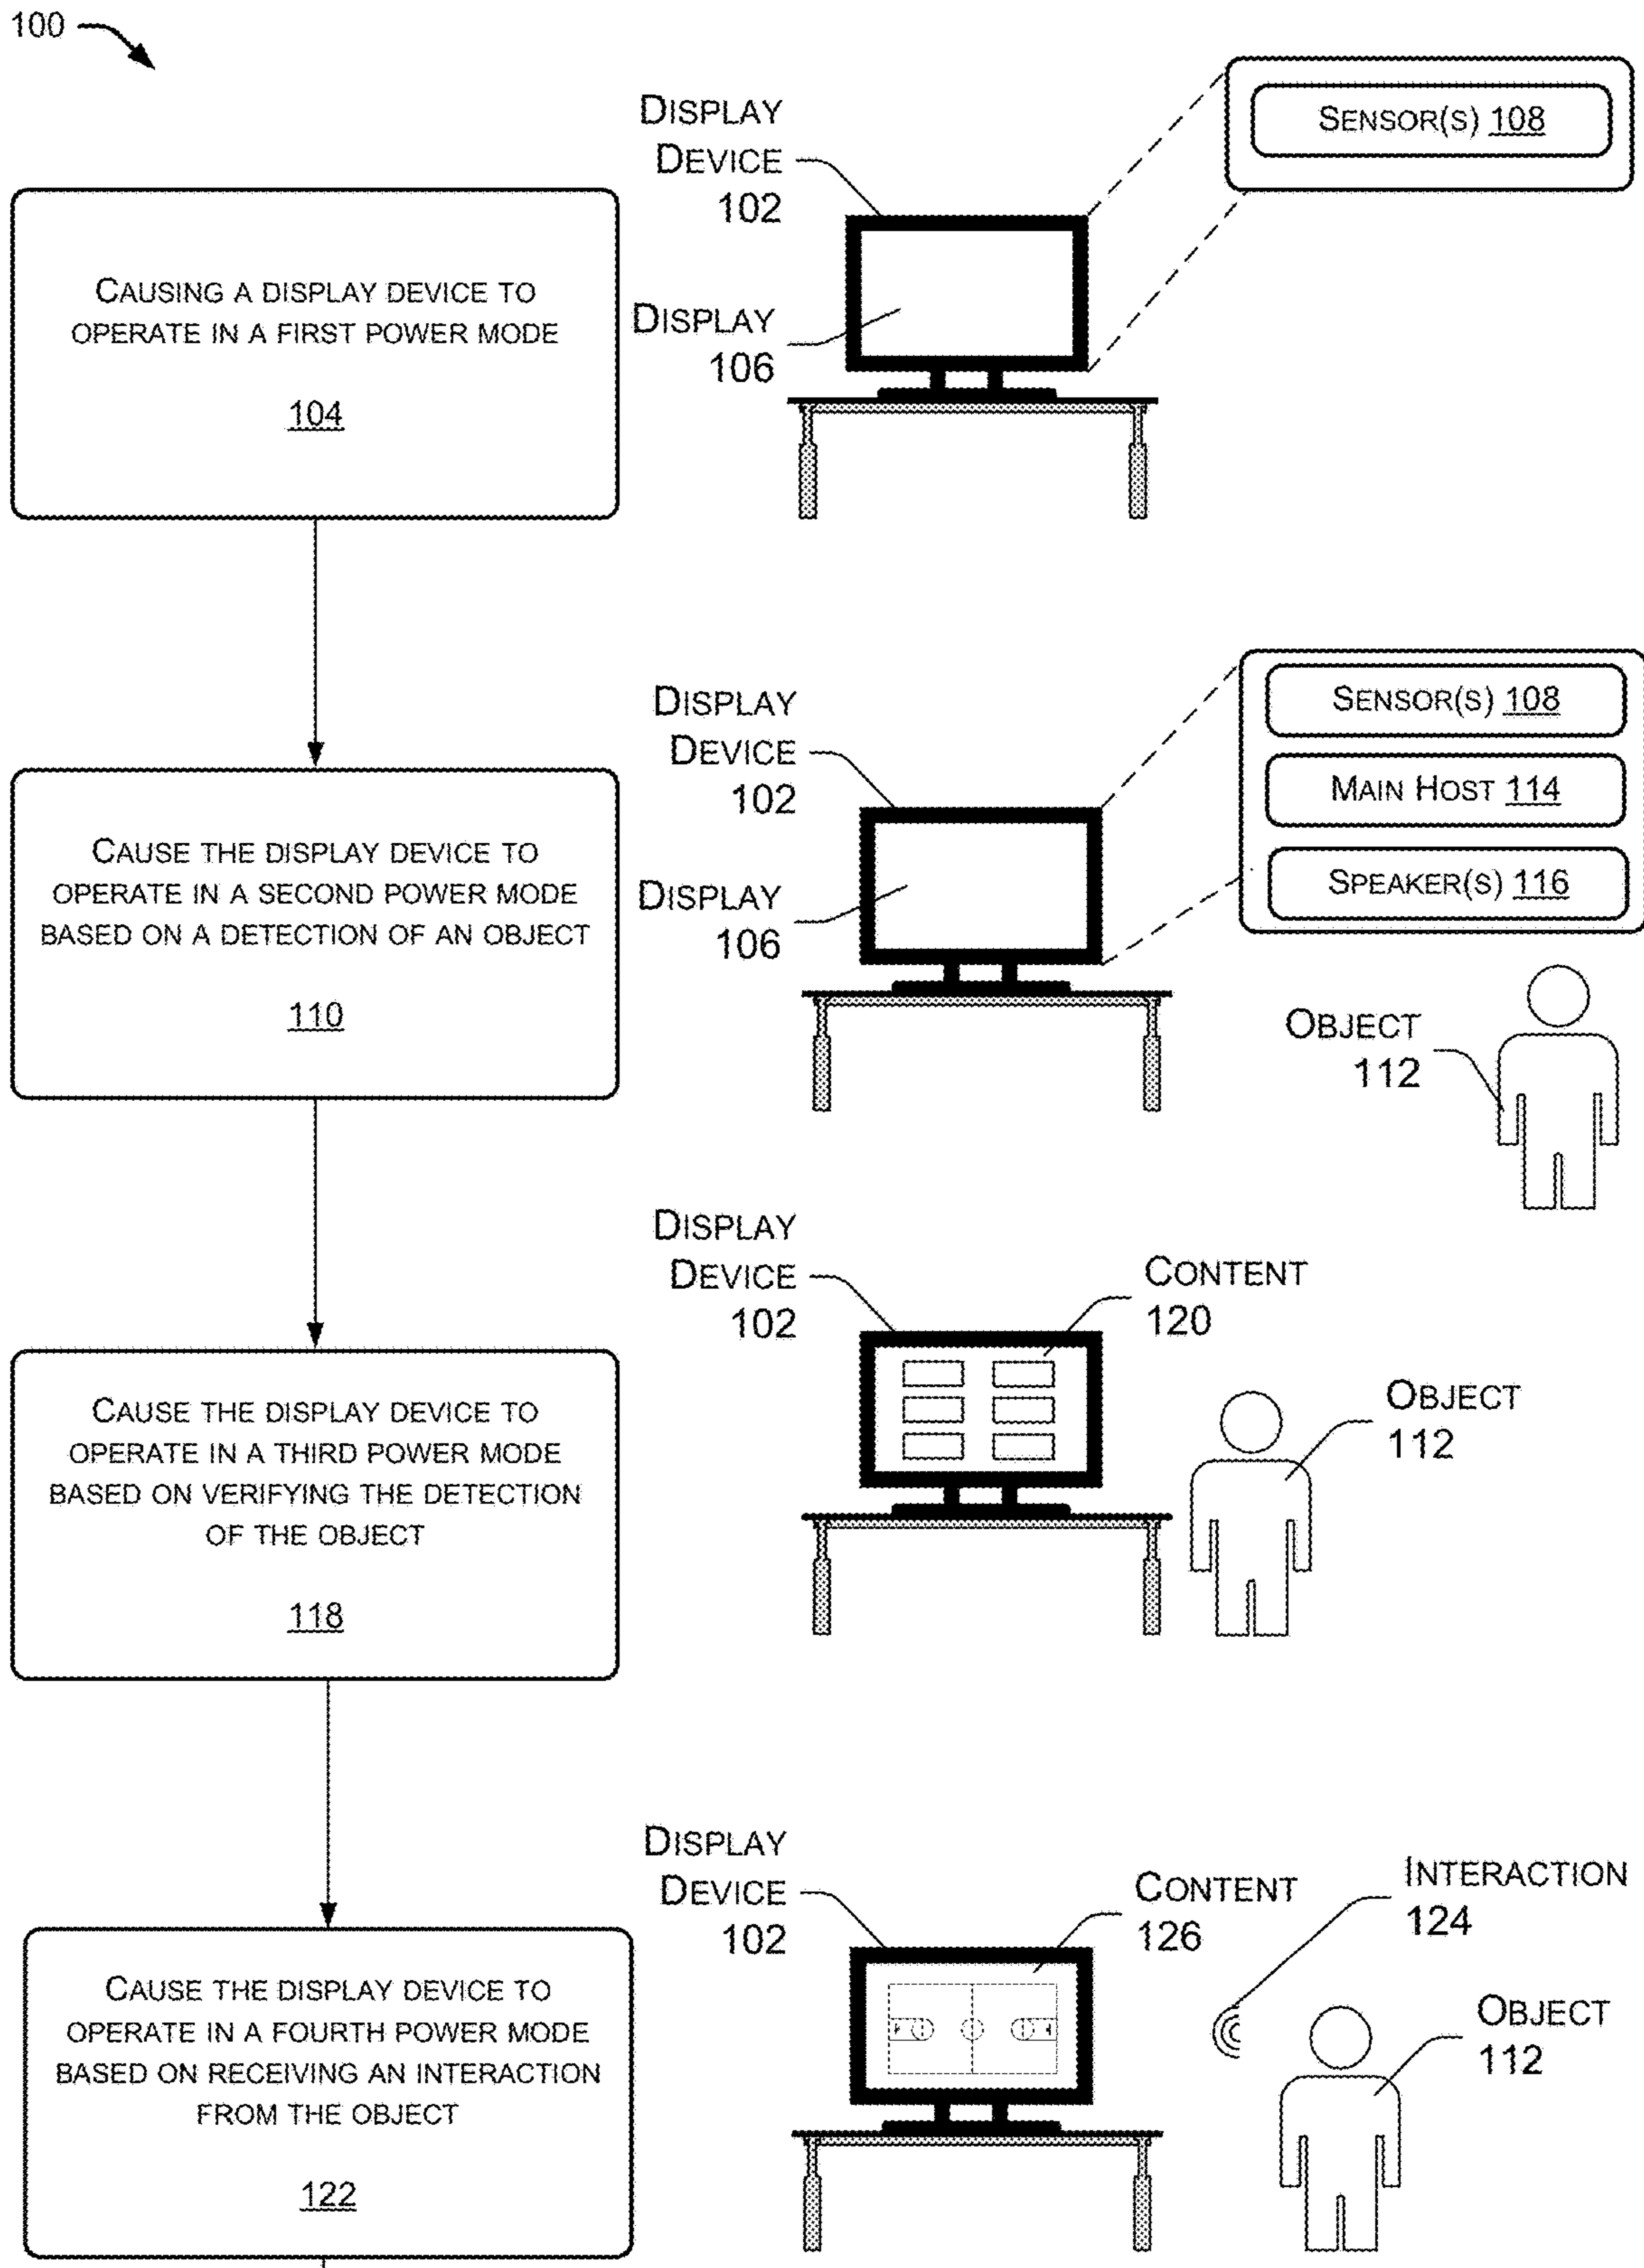 100
DISPLAY
DEVICE
102
SENSOR(S) 108
CAUSING A DISPLAY DEVICE TO
OPERATE IN A FIRST POWER MODE
104
DISPLAY
106
DISPLAY
DEVICE
102
SENSOR(S) 108
MAIN HOST 114
SPEAKER(S) 116
CAUSE THE DISPLAY DEVICE TO
OPERATE IN A SECOND POWER MODE
BASED ON A DETECTION OF AN OBJECT
110
DISPLAY
106
OBJECT
112
DISPLAY
DEVICE
102
CONTENT
120
CAUSE THE DISPLAY DEVICE TO
OPERATE IN A THIRD POWER MODE
BASED ON VERIFYING THE DETECTION
OF THE OBJECT
118
OBJECT
112
DISPLAY
DEVICE
102
CONTENT
126
INTERACTION
124
CAUSE THE DISPLAY DEVICE TO
OPERATE IN A FOURTH POWER MODE
BASED ON RECEIVING AN INTERACTION
FROM THE OBJECT
122
OBJECT
112